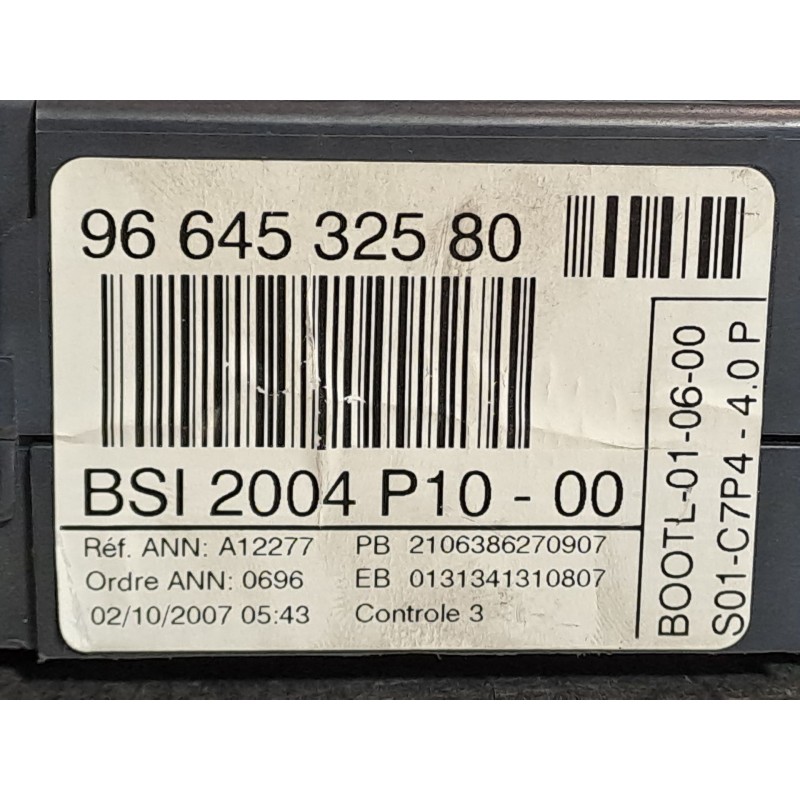 96 645 325 80
BSI 2004 P10 - 00
Réf. ANN: A12277 PB 2106386270907
Ordre ANN: 0696 EB 0131341310807
02/10/2007 05:43 Controle 3
BOOTL-01-06-00
S01-C7P4 - 4.0 P